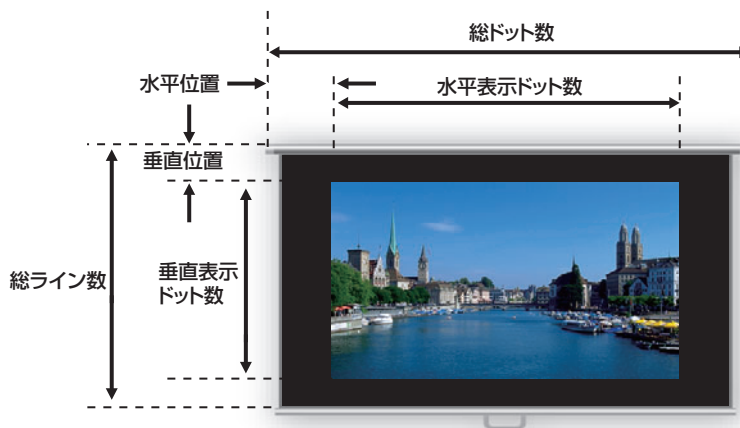 総ドット数
水平位置
水平表示ドット数
垂直位置
総ライン数
垂直表示
ドット数